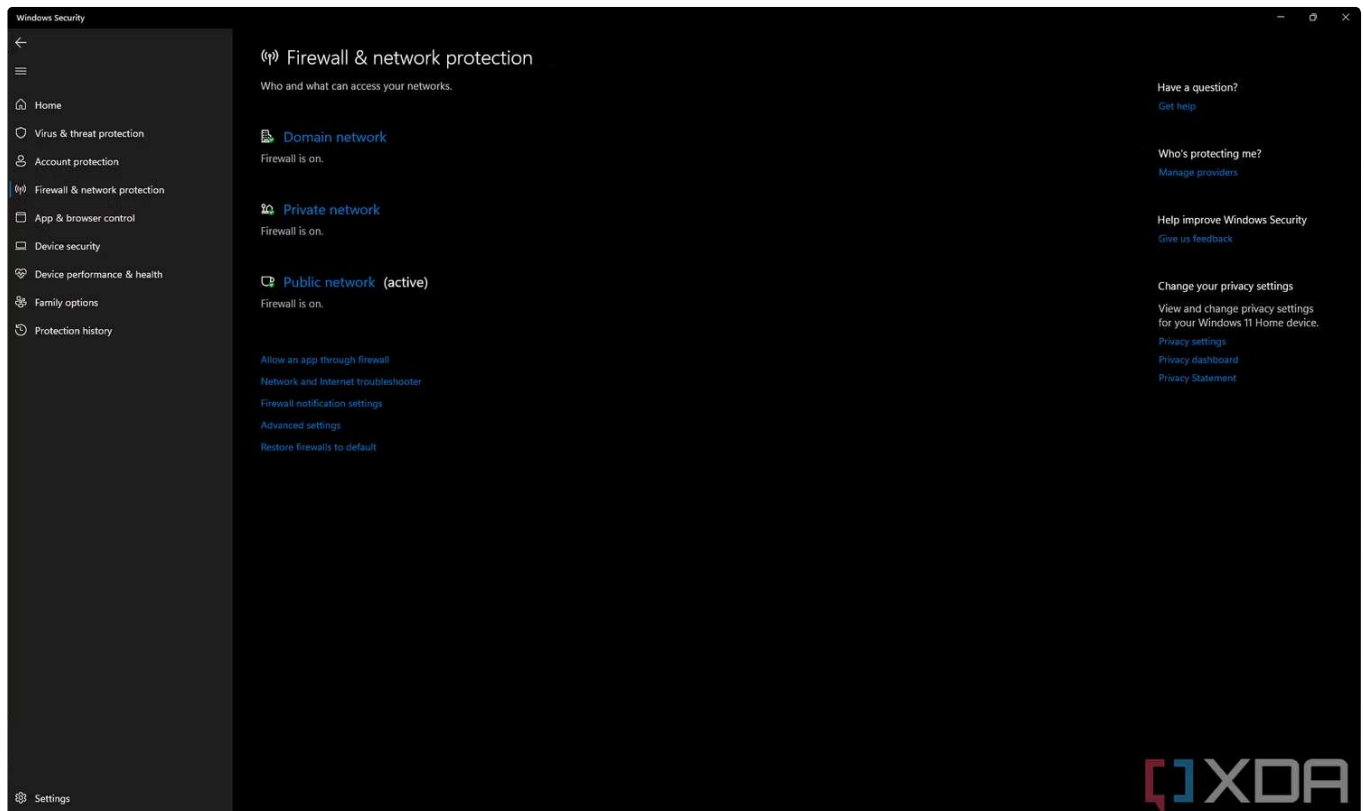 Windows Security
Home
Virus & threat protection
Account protection
Firewall & network protection
App & browser control
Device security
Device performance & health
Family options
Protection history
Settings
Firewall & network protection
Who and what can access your networks.
Domain network
Firewall is on.
Private network
Firewall is on.
Public network (active)
Firewall is on.
Allow an app through firewall
Network and Internet troubleshooter
Firewall notification settings
Advanced settings
Restore firewalls to default
Have a question?
Get help
Who's protecting me?
Manage providers
Help improve Windows Security
Give us feedback
Change your privacy settings
View and change privacy settings
for your Windows 11 Home device.
Privacy settings
Privacy dashboard
Privacy Statement
XDA